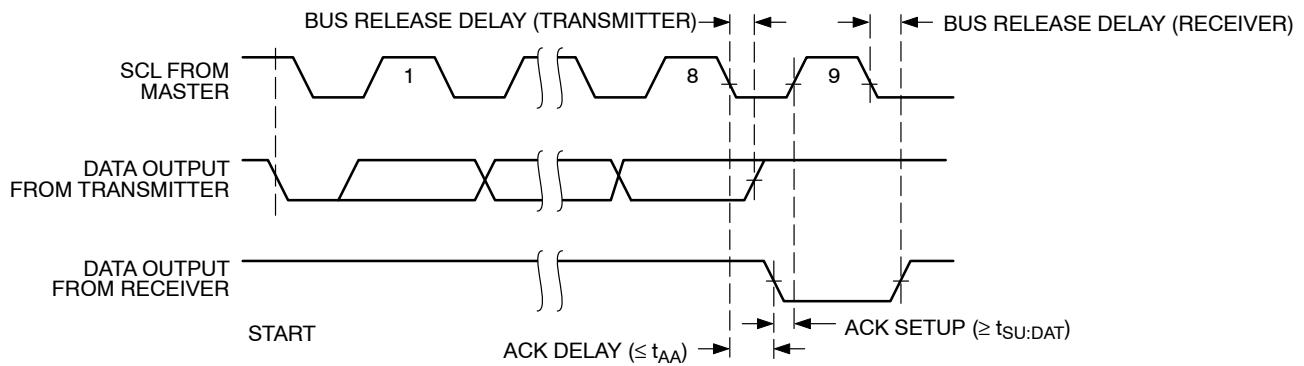 BUS RELEASE DELAY (TRANSMITTER)
BUS RELEASE DELAY (RECEIVER)
SCL FROM
MASTER
1
8
9
DATA OUTPUT
FROM TRANSMITTER
DATA OUTPUT
FROM RECEIVER
START
ACK SETUP (≥ tSU:DAT)
ACK DELAY (≤ tAA)